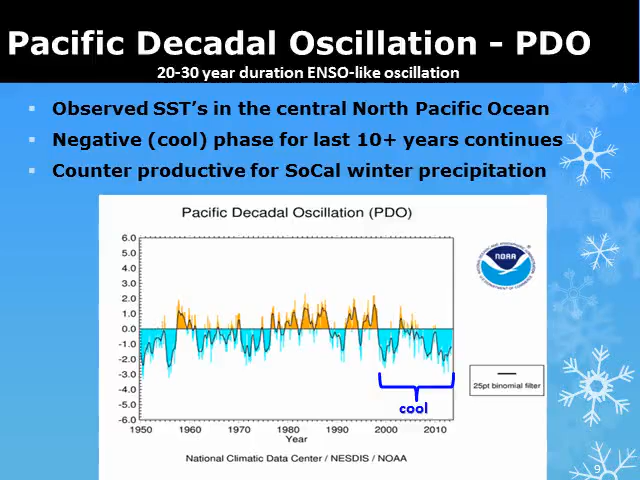 Pacific Decadal Oscillation - PDO
20-30 year duration ENSO-like oscillation
Observed SST's in the central North Pacific Ocean
Negative (cool) phase for last 10+ years continues
Counter productive for SoCal winter precipitation
Pacific Decadal Oscillation (PDO)
6.0
5.0
4.0
3.0
2.0
1.0
0.0
-1.0
-2.0
-3.0
-4.0
-5.0
-6.0
1950 1960 1970 1980 1990 2000 2010
Year
cool
NOAA
25pt binomial filter
National Climatic Data Center / NESDIS / NOAA
9